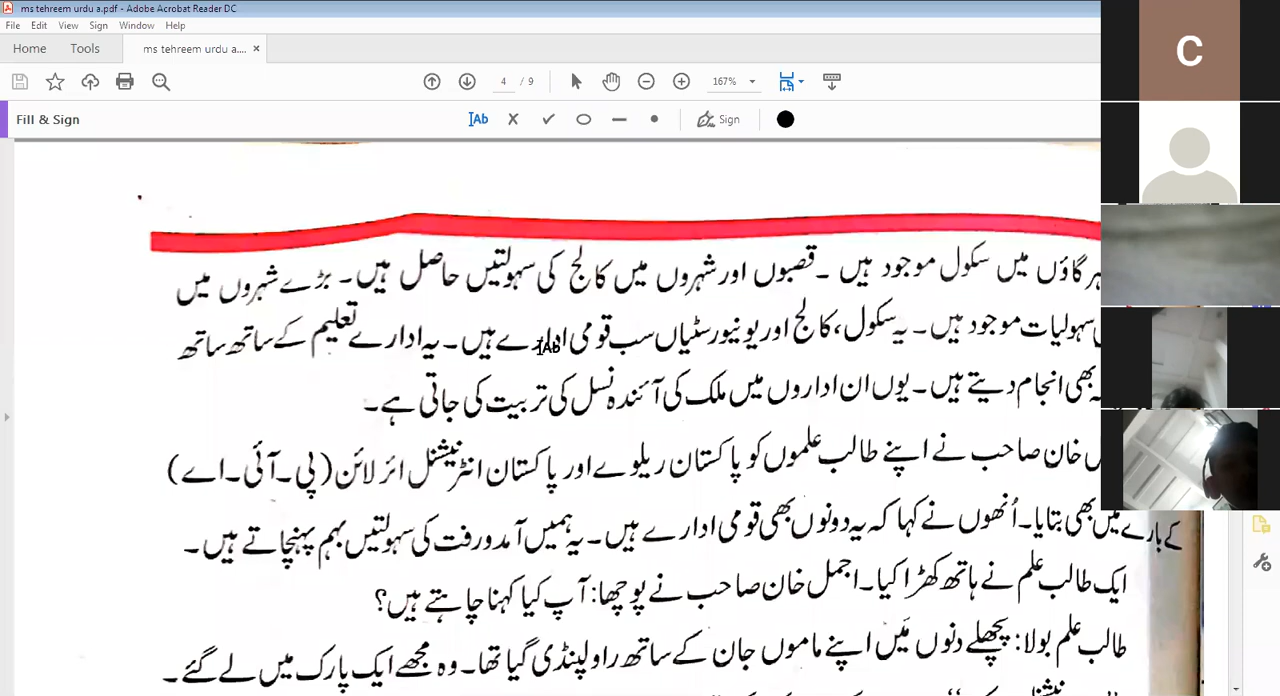 ms tehreem urdu a.pdf - Adobe Acrobat Reader DC
File Edit View Sign Window Help
Home Tools ms tehreem urdu a.... ×
4 / 9 167%
Fill & Sign
Ab Sign
C
ہر گاؤں میں سکول موجود ہیں ۔ قصبوں اور شہروں میں کالج کی سہولتیں حاصل ہیں۔ بڑے شہروں میں
سہولیات موجود ہیں۔ یہ سکول، کالج اور یونیورسٹیاں سب قومی ادارے ہیں۔ یہ ادارے تعلیم کے ساتھ ساتھ
بھی انجام دیتے ہیں۔ یوں ان اداروں میں ملک کی آئندہ نسل کی تربیت کی جاتی ہے۔
خان صاحب نے اپنے طالب علموں کو پاکستان ریلوے اور پاکستان انٹرنیشنل ائر لائن (پی۔آئی۔اے)
کے بارے میں بھی بتایا۔ اُنھوں نے کہا کہ یہ دونوں بھی قومی ادارے ہیں۔ یہ ہمیں آمدورفت کی سہولتیں بہم پہنچاتے ہیں۔
ایک طالب علم نے ہاتھ کھڑا کیا۔ اجمل خان صاحب نے پوچھا: آپ کیا کہنا چاہتے ہیں؟
طالب علم بولا: پچھلے دنوں مَیں اپنے ماموں جان کے ساتھ راولپنڈی گیا تھا۔ وہ مجھے ایک پارک میں لے گئے۔